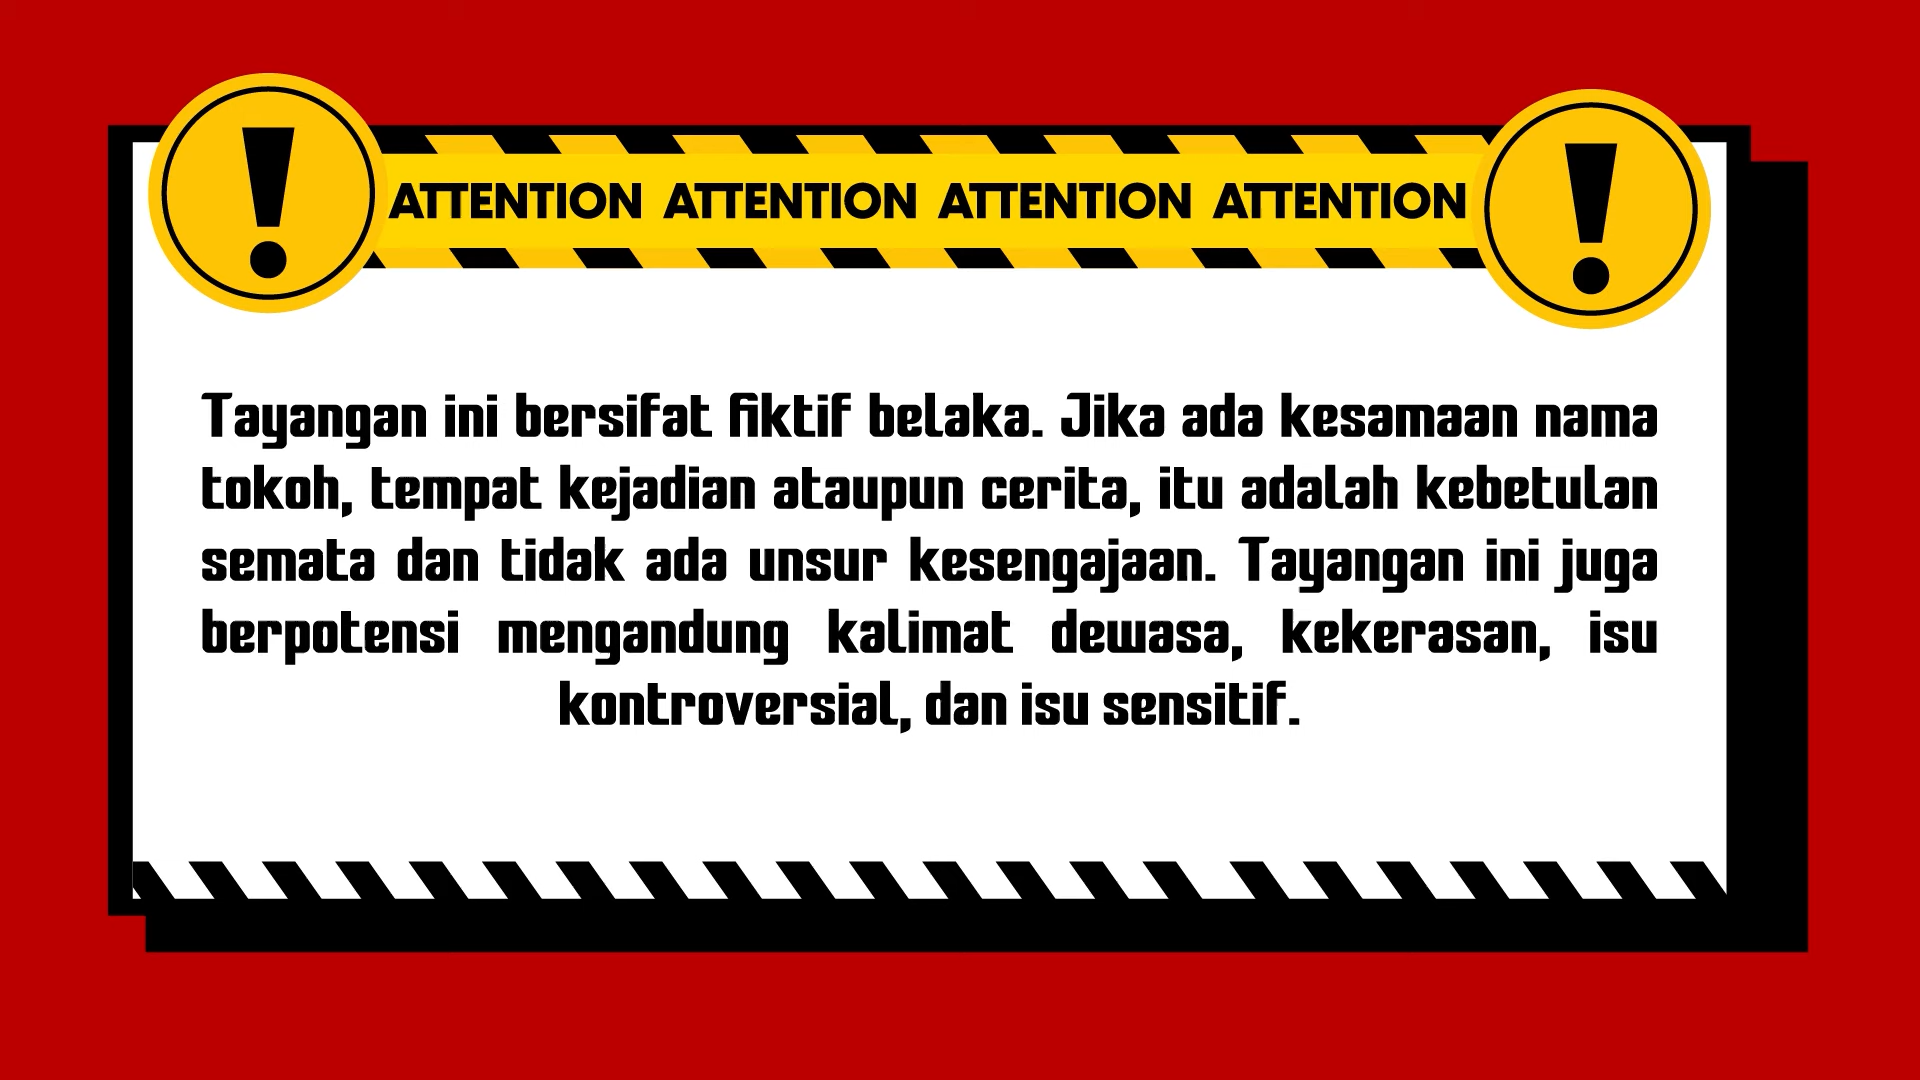 ATTENTION ATTENTION ATTENTION ATTENTION
Tayangan ini bersifat fiktif belaka. Jika ada kesamaan nama
tokoh, tempat kejadian ataupun cerita, itu adalah kebetulan
semata dan tidak ada unsur kesengajaan. Tayangan ini juga
berpotensi mengandung kalimat dewasa, kekerasan, isu
kontroversial, dan isu sensitif.